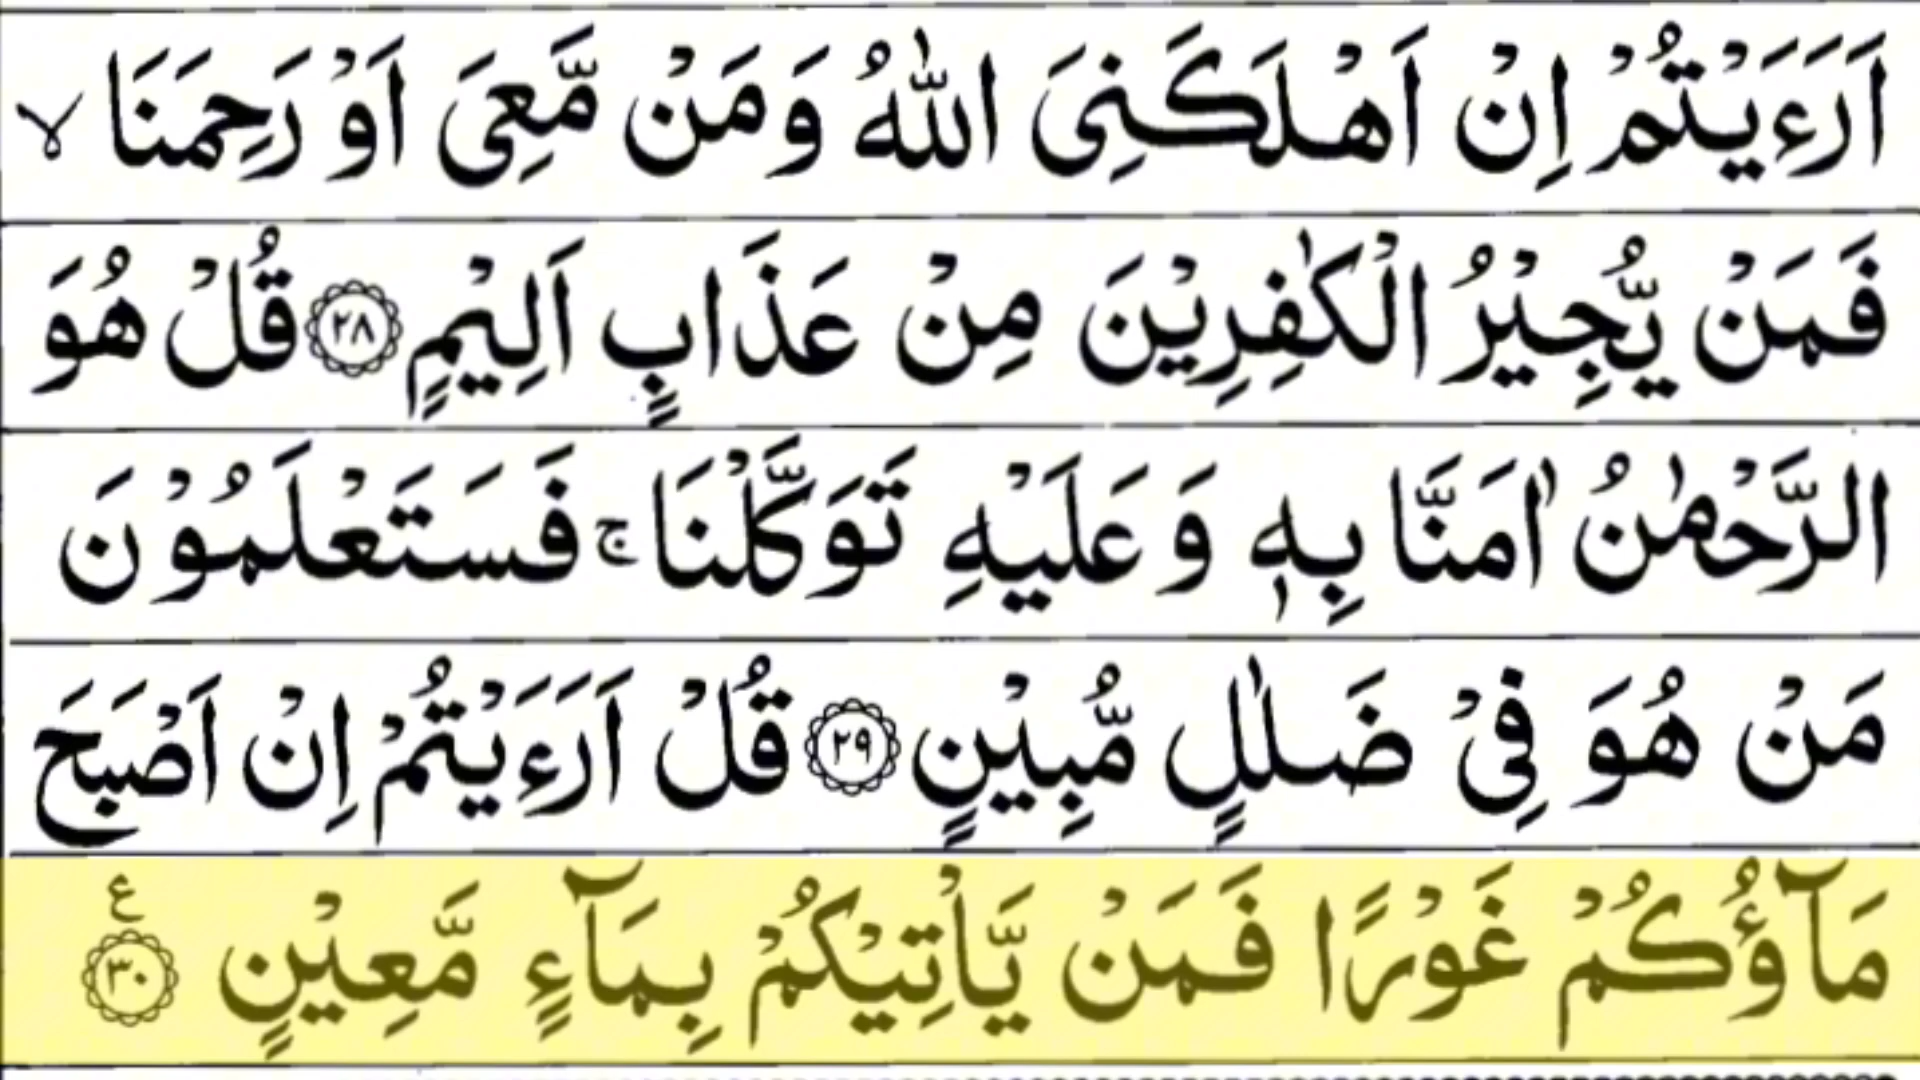 اَرَءَيْتُمْ اِنْ اَهْلَكَنِىَ اللّٰهُ وَمَنْ مَّعِىَ اَوْ رَحِمَنَا ۙ
فَمَنْ يُّجِيْرُ الْكٰفِرِيْنَ مِنْ عَذَابٍ اَلِيْمٍ ۝٢٨ قُلْ هُوَ
الرَّحْمٰنُ اٰمَنَّا بِهٖ وَعَلَيْهِ تَوَكَّلْنَا ۚ فَسَتَعْلَمُوْنَ
مَنْ هُوَ فِىْ ضَلٰلٍ مُّبِيْنٍ ۝٢٩ قُلْ اَرَءَيْتُمْ اِنْ اَصْبَحَ
مَآؤُكُمْ غَوْرًا فَمَنْ يَّاْتِيْكُمْ بِمَآءٍ مَّعِيْنٍ ۝٣٠ ع